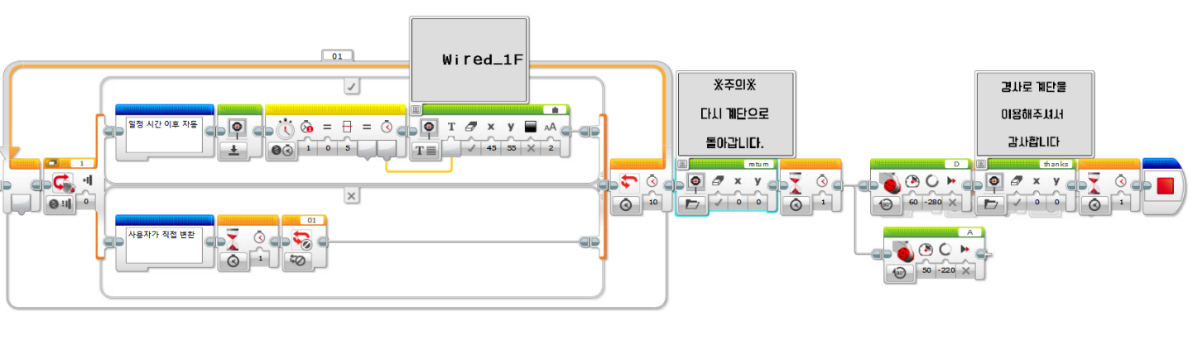 01
Wired_1F
※주의※
다시 계단으로
돌아갑니다.
경사로 계단을
이용해주셔서
감사합니다
일정 시간 이후 자동
T x y AA
1 0 5
T 45 55 2
1
0
10
return
x y
0 0
1
D
60 -280
thanks
x y
0 0
1
사용자가 직접 변환
01
1
A
50 -220